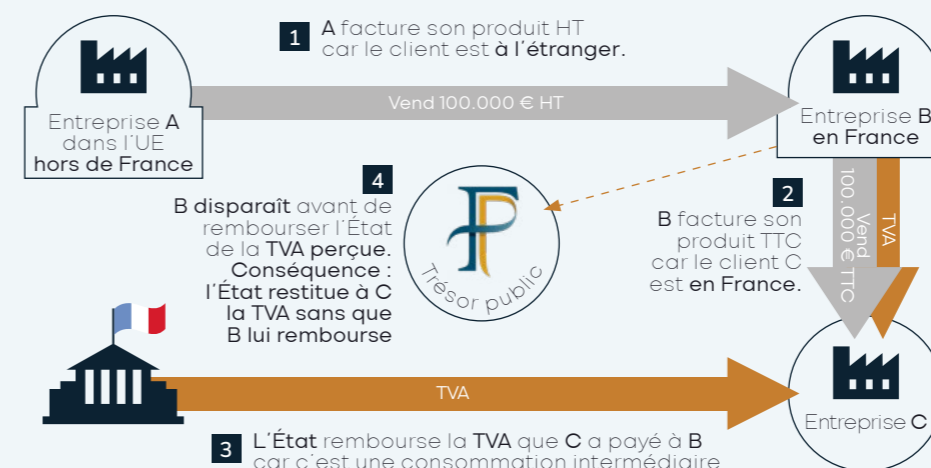 1
A facture son produit HT
car le client est à l'étranger.
Entreprise A
dans l'UE
hors de France
Vend 100.000 € HT
Entreprise B
en France
4
B disparaît avant de
rembourser l'État
de la TVA perçue.
Conséquence :
l'État restitue à C
la TVA sans que
B lui rembourse
Trésor public
2
B facture son
produit TTC
car le client C
est en France.
Vend
100.000 € TTC
TVA
TVA
Entreprise C
3
L'État rembourse la TVA que C a payé à B
car c'est une consommation intermédiaire